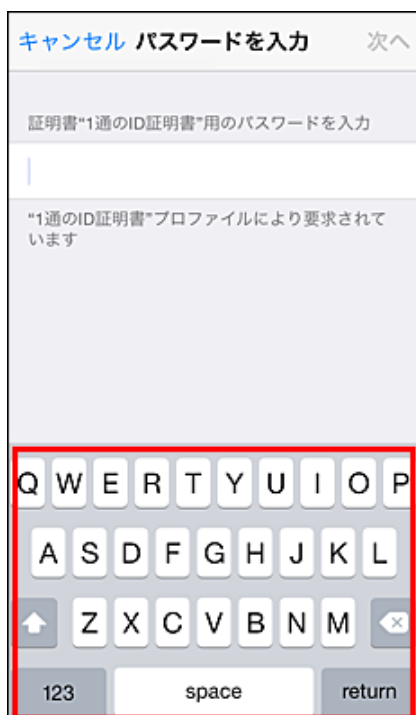 キャンセル パスワードを入力 次へ
証明書“1通のID証明書”用のパスワードを入力
“1通のID証明書”プロファイルにより要求されて
います
Q W E R T Y U I O P
A S D F G H J K L
Z X C V B N M
123 space return